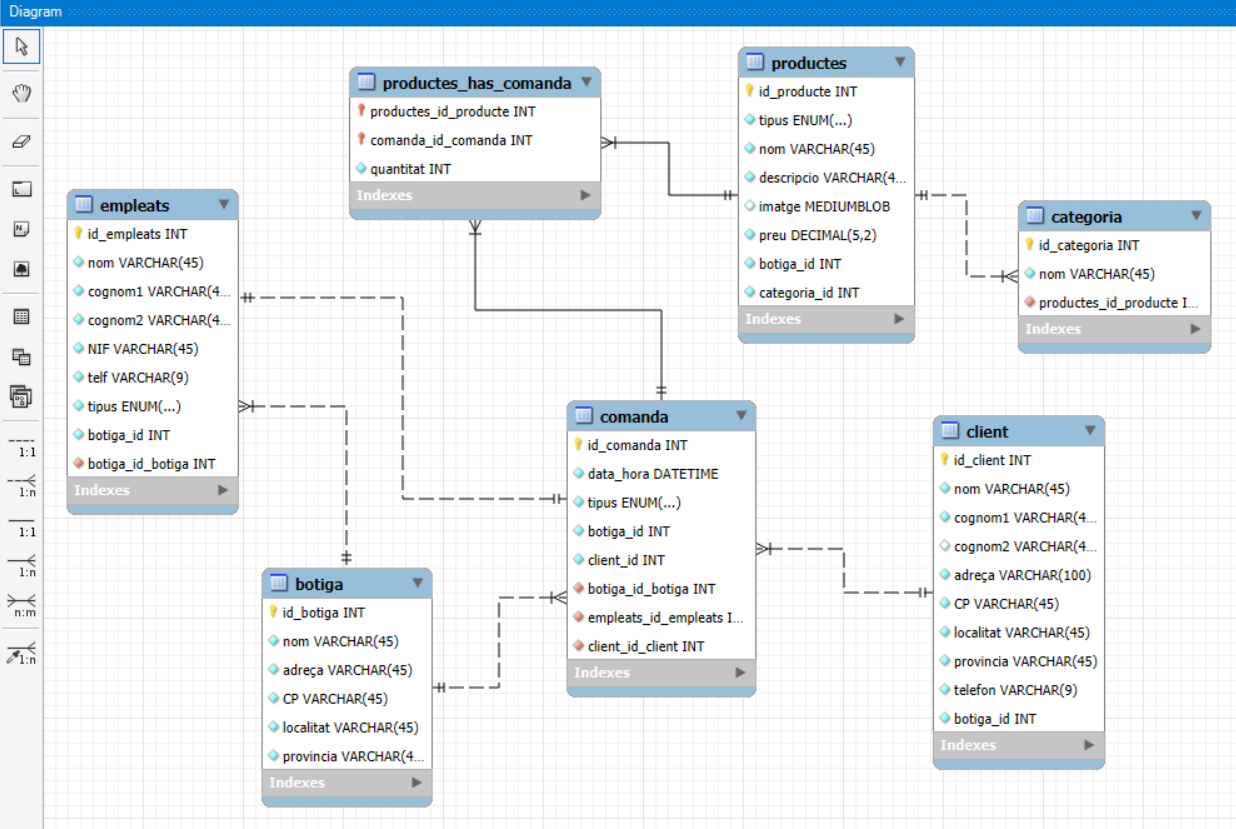 Diagram
productes_has_comanda
productes_id_producte INT
comanda_id_comanda INT
quantitat INT
Indexes
productes
id_producte INT
tipus ENUM(...)
nom VARCHAR(45)
descripcio VARCHAR(4...
imatge MEDIUMBLOB
preu DECIMAL(5,2)
botiga_id INT
categoria_id INT
Indexes
empleats
id_empleats INT
nom VARCHAR(45)
cognom1 VARCHAR(4...
cognom2 VARCHAR(4...
NIF VARCHAR(45)
telf VARCHAR(9)
tipus ENUM(...)
botiga_id INT
botiga_id_botiga INT
Indexes
categoria
id_categoria INT
nom VARCHAR(45)
productes_id_producte I...
Indexes
comanda
id_comanda INT
data_hora DATETIME
tipus ENUM(...)
botiga_id INT
client_id INT
botiga_id_botiga INT
empleats_id_empleats I...
client_id_client INT
Indexes
client
id_client INT
nom VARCHAR(45)
cognom1 VARCHAR(4...
cognom2 VARCHAR(4...
adreça VARCHAR(100)
CP VARCHAR(45)
localitat VARCHAR(45)
provincia VARCHAR(45)
telefon VARCHAR(9)
botiga_id INT
Indexes
botiga
id_botiga INT
nom VARCHAR(45)
adreça VARCHAR(45)
CP VARCHAR(45)
localitat VARCHAR(45)
provincia VARCHAR(4...
Indexes
1:1
1:n
1:1
1:n
n:m
1:n